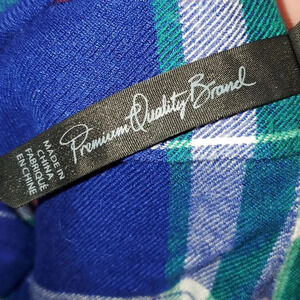 Premium Quality Brand
MADE IN
CHINA
FABRIQUÉ
EN CHINE